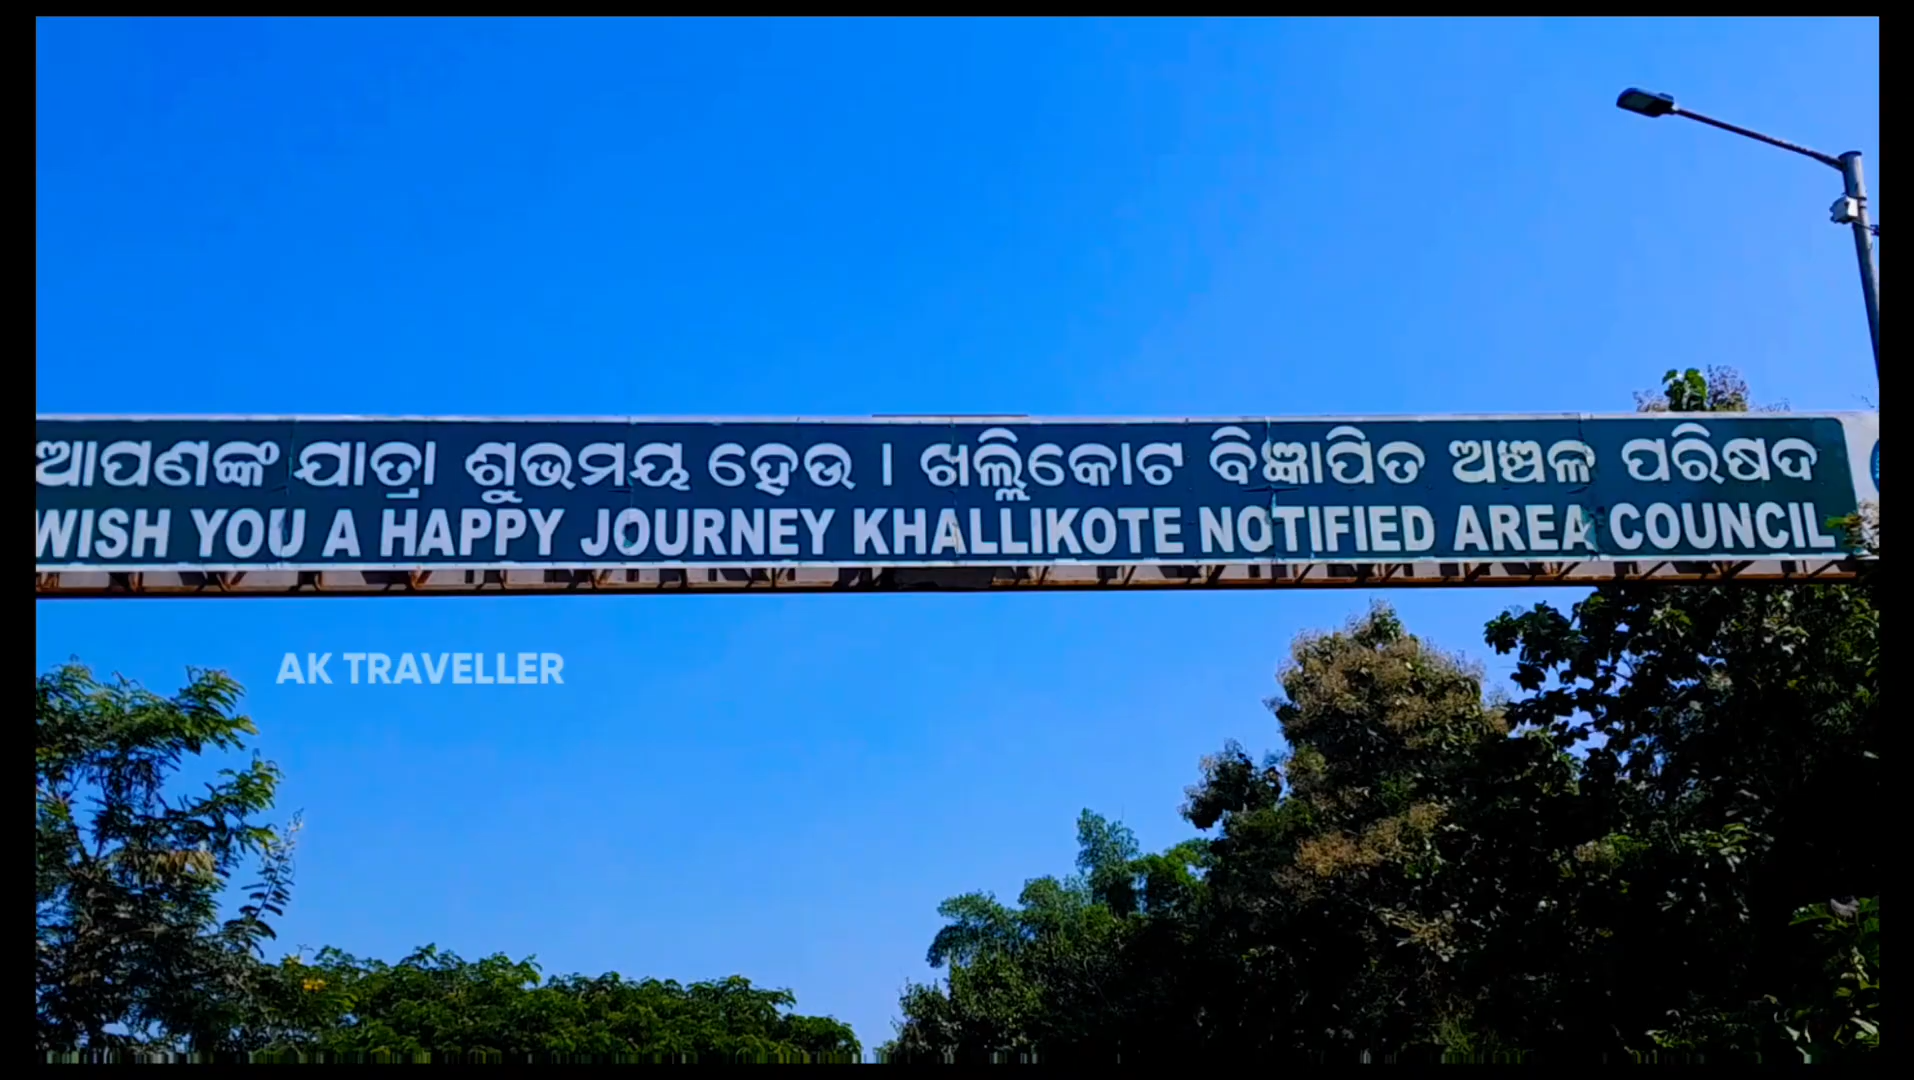 ଆପଣଙ୍କ ଯାତ୍ରା ଶୁଭମୟ ହେଉ । ଖଲ୍ଲିକୋଟ ବିଜ୍ଞାପିତ ଅଞ୍ଚଳ ପରିଷଦ
WISH YOU A HAPPY JOURNEY KHALLIKOTE NOTIFIED AREA COUNCIL
AK TRAVELLER